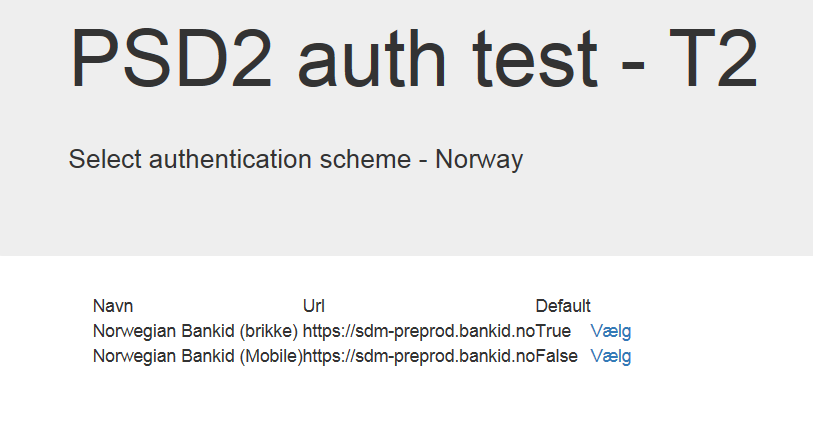 PSD2 auth test - T2
Select authentication scheme - Norway
Navn Url Default
Norwegian Bankid (brikke) https://sdm-preprod.bankid.no True Vælg
Norwegian Bankid (Mobile) https://sdm-preprod.bankid.no False Vælg